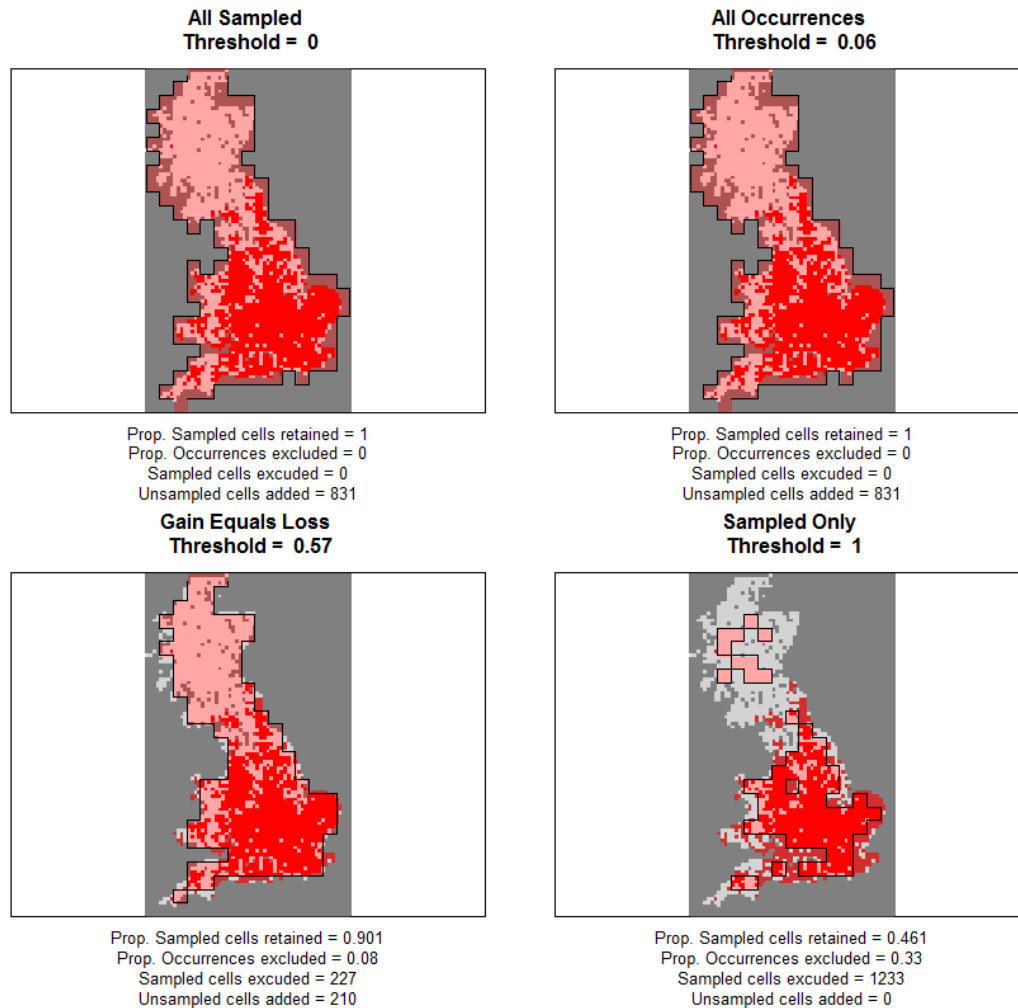 All Sampled
Threshold = 0
All Occurrences
Threshold = 0.06
Prop. Sampled cells retained = 1
Prop. Occurrences excluded = 0
Sampled cells excuded = 0
Unsampled cells added = 831
Prop. Sampled cells retained = 1
Prop. Occurrences excluded = 0
Sampled cells excuded = 0
Unsampled cells added = 831
Gain Equals Loss
Threshold = 0.57
Sampled Only
Threshold = 1
Prop. Sampled cells retained = 0.901
Prop. Occurrences excluded = 0.08
Sampled cells excuded = 227
Unsampled cells added = 210
Prop. Sampled cells retained = 0.461
Prop. Occurrences excluded = 0.33
Sampled cells excuded = 1233
Unsampled cells added = 0